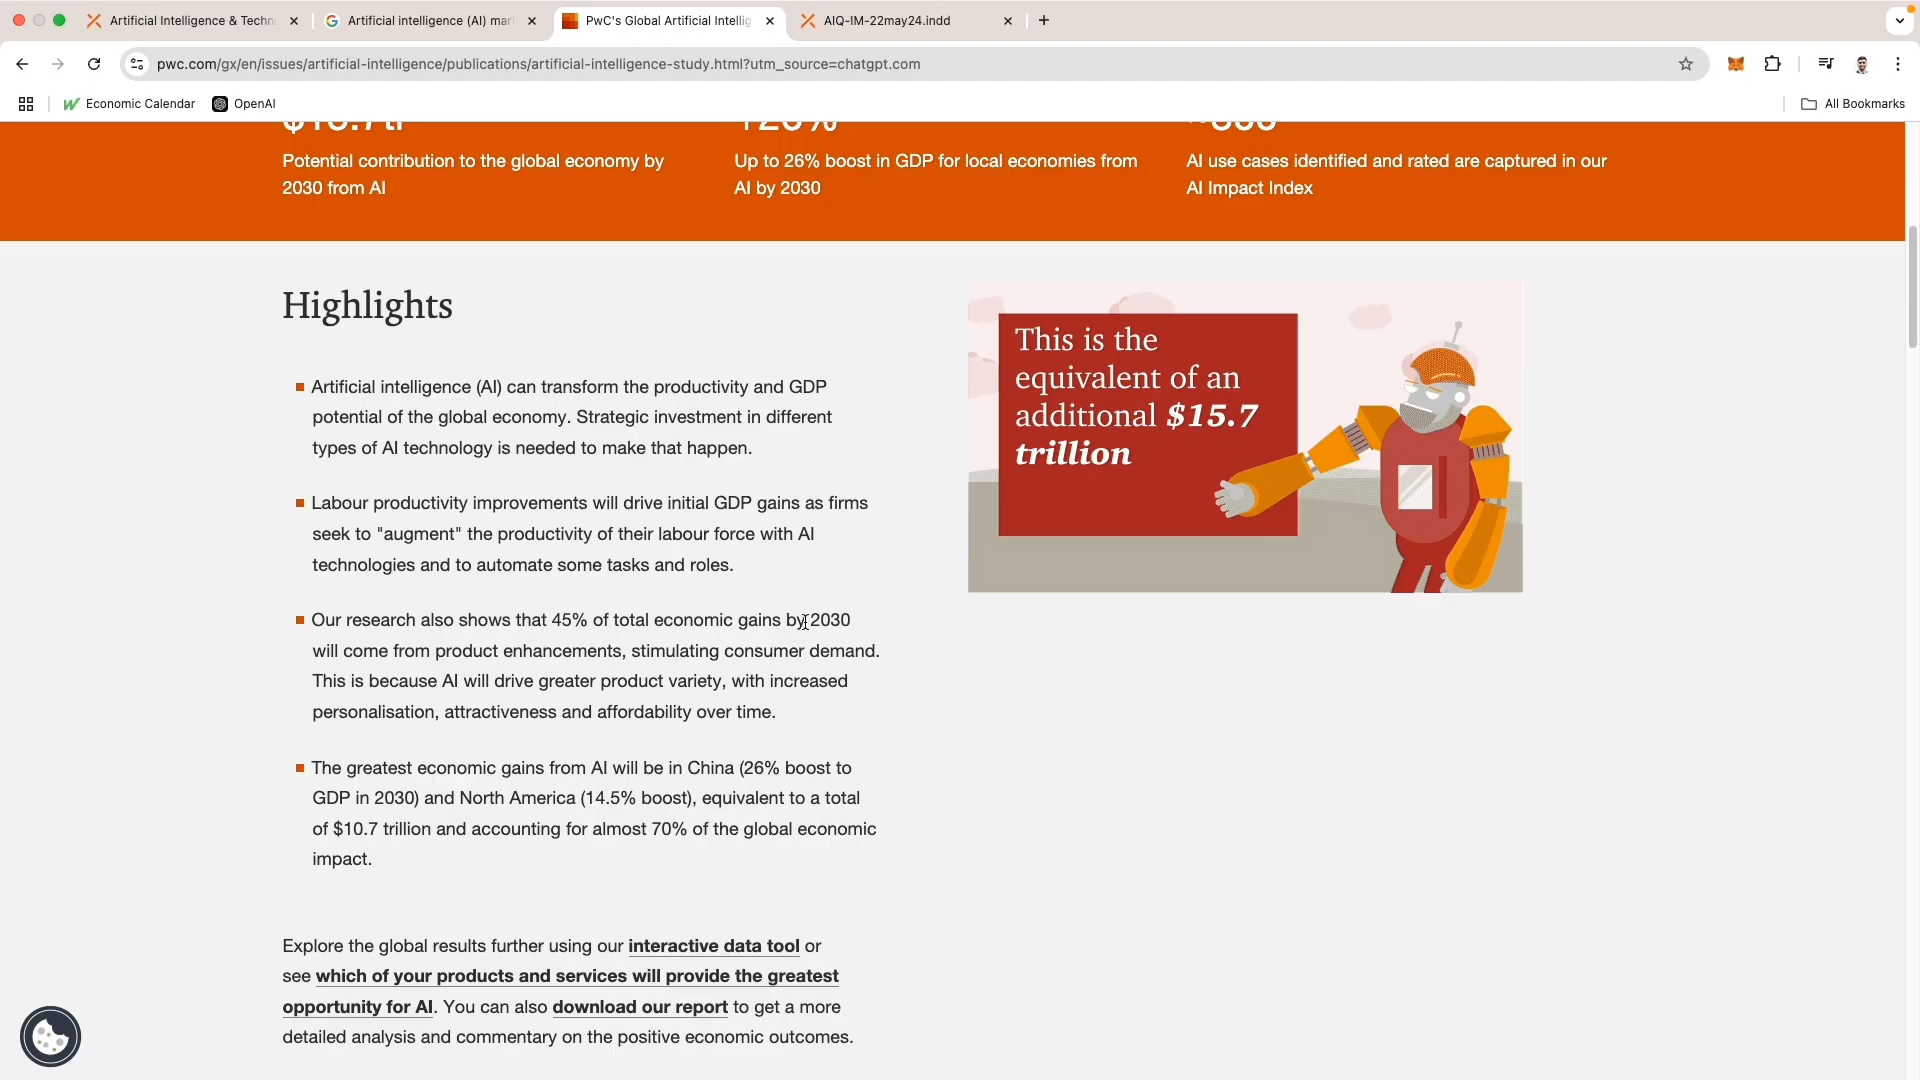 Artificial Intelligence & Techn
Artificial intelligence (AI) mar
PwC's Global Artificial Intellig
AIQ-IM-22may24.indd
pwc.com/gx/en/issues/artificial-intelligence/publications/artificial-intelligence-study.html?utm_source=chatgpt.com
Economic Calendar
OpenAI
All Bookmarks
Potential contribution to the global economy by
2030 from AI
Up to 26% boost in GDP for local economies from
AI by 2030
AI use cases identified and rated are captured in our
AI Impact Index
Highlights
Artificial intelligence (AI) can transform the productivity and GDP
potential of the global economy. Strategic investment in different
types of AI technology is needed to make that happen.
Labour productivity improvements will drive initial GDP gains as firms
seek to "augment" the productivity of their labour force with AI
technologies and to automate some tasks and roles.
Our research also shows that 45% of total economic gains by 2030
will come from product enhancements, stimulating consumer demand.
This is because AI will drive greater product variety, with increased
personalisation, attractiveness and affordability over time.
The greatest economic gains from AI will be in China (26% boost to
GDP in 2030) and North America (14.5% boost), equivalent to a total
of $10.7 trillion and accounting for almost 70% of the global economic
impact.
This is the
equivalent of an
additional $15.7
trillion
Explore the global results further using our interactive data tool or
see which of your products and services will provide the greatest
opportunity for AI. You can also download our report to get a more
detailed analysis and commentary on the positive economic outcomes.